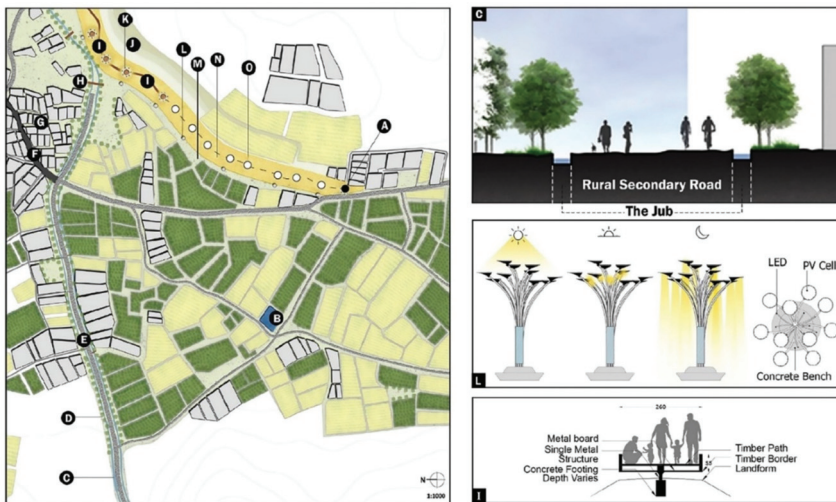 K
I
J
L
M
N
O
I
H
A
G
F
B
E
D
C
N
1:1000
C
Rural Secondary Road
The Jub
LED
PV Cell
Concrete Bench
L
260
Metal board
Single Metal
Structure
Concrete Footing
Depth Varies
Timber Path
Timber Border
Landform
I